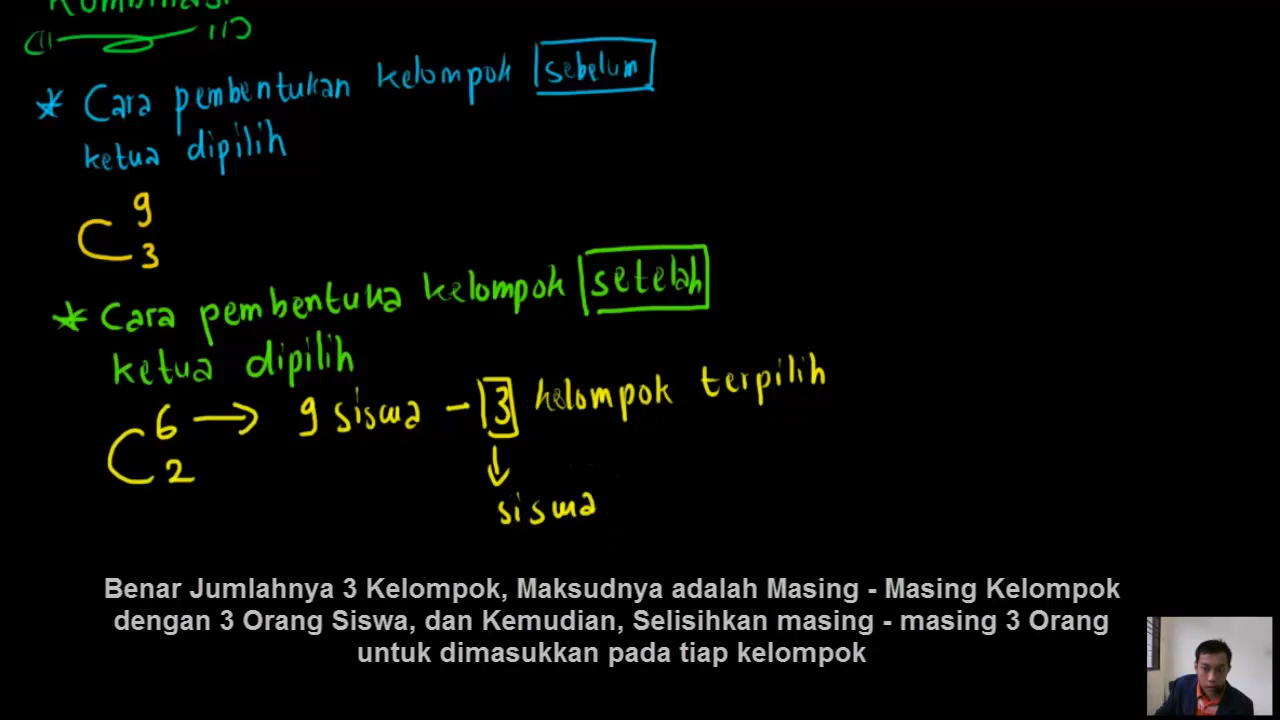 Kombinasi
* Cara pembentukan kelompok sebelum
ketua dipilih
C 9 3
* Cara pembentuka kelompok setelah
ketua dipilih
C 6 2 → 9 siswa - 3 kelompok terpilih
↓
siswa
Benar Jumlahnya 3 Kelompok, Maksudnya adalah Masing - Masing Kelompok
dengan 3 Orang Siswa, dan Kemudian, Selisihkan masing - masing 3 Orang
untuk dimasukkan pada tiap kelompok